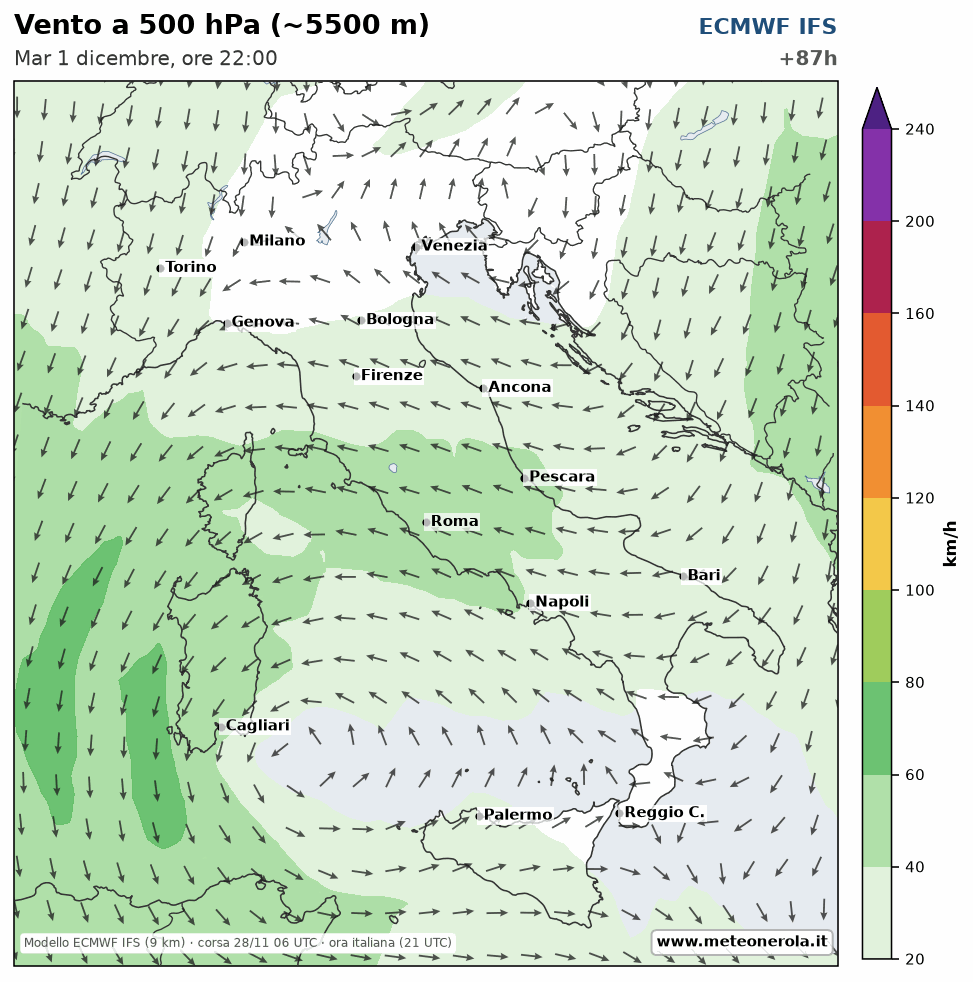 Vento a 500 hPa (~5500 m)
ECMWF IFS
Mar 1 dicembre, ore 22:00
+87h
Milano
Venezia
Torino
Genova
Bologna
Firenze
Ancona
Pescara
Roma
Bari
Napoli
Cagliari
Palermo
Reggio C.
Modello ECMWF IFS (9 km) · corsa 28/11 06 UTC · ora italiana (21 UTC)
www.meteonerola.it
240
200
160
140
120
100
80
60
40
20
km/h